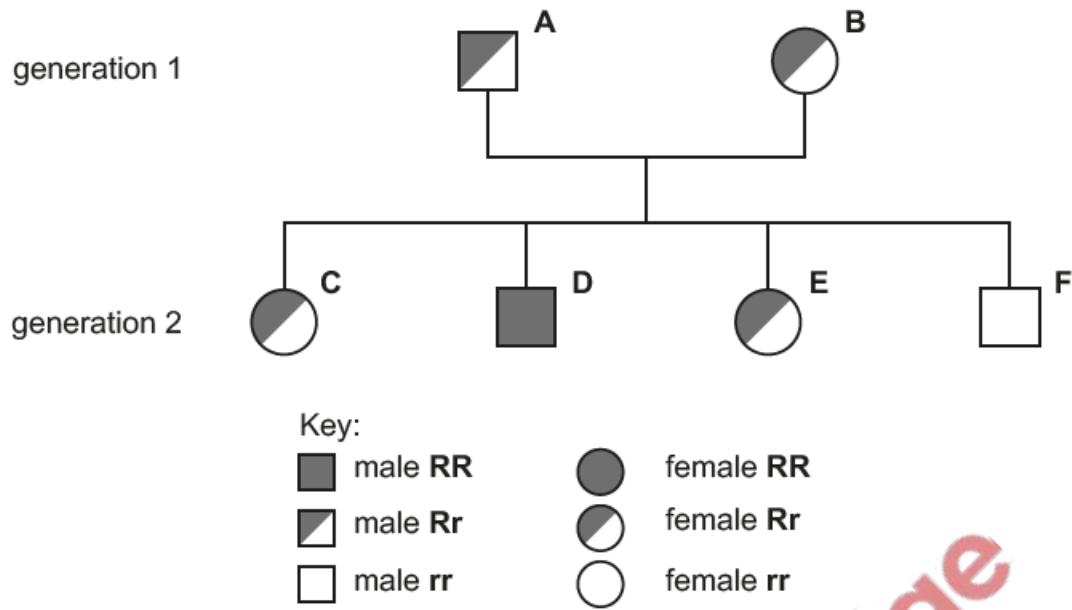 A
B
generation 1
C
D
E
F
generation 2
Key:
male RR
female RR
male Rr
female Rr
male rr
female rr